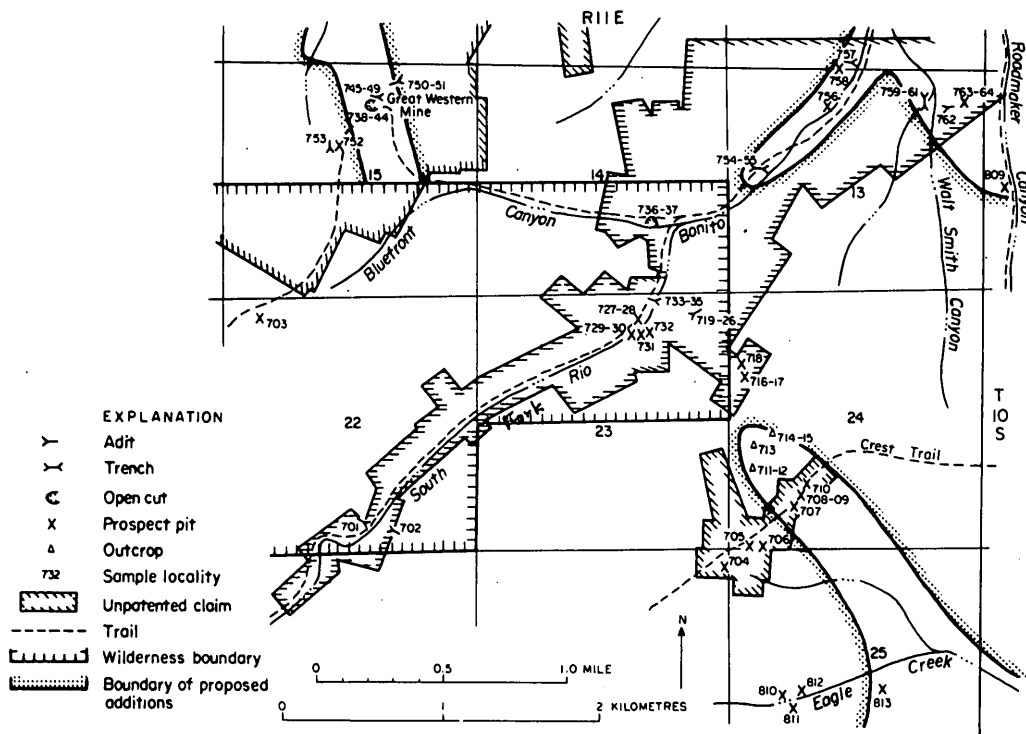 R11E
750-51
745-49
Great Western
Mine
738-44
753
752
15
757
758
756
759-61
763-64
762
Roadmaker
Canyon
754-55
14
13
809
736-37
Canyon
Bonito
Bluefront
Walt
Smith
Canyon
703
733-35
719-26
727-28
729-30
732
731
718
716-17
Rio
T
10
S
EXPLANATION
22
Fork
23
24
South
714-15
713
Crest Trail
711-12
710
708-09
707
701
702
705
706
704
Adit
Trench
Open cut
Prospect pit
Outcrop
732 Sample locality
Unpatented claim
Trail
Wilderness boundary
Boundary of proposed
additions
N
0 0.5 1.0 MILE
0 1 2 KILOMETRES
25
Eagle Creek
810
812
811
813